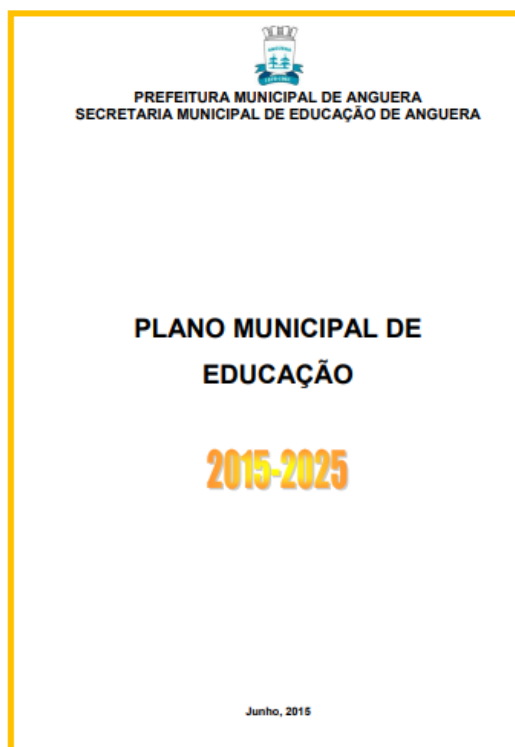 PREFEITURA MUNICIPAL DE ANGUERA
SECRETARIA MUNICIPAL DE EDUCAÇÃO DE ANGUERA
PLANO MUNICIPAL DE
EDUCAÇÃO
2015-2025
Junho, 2015